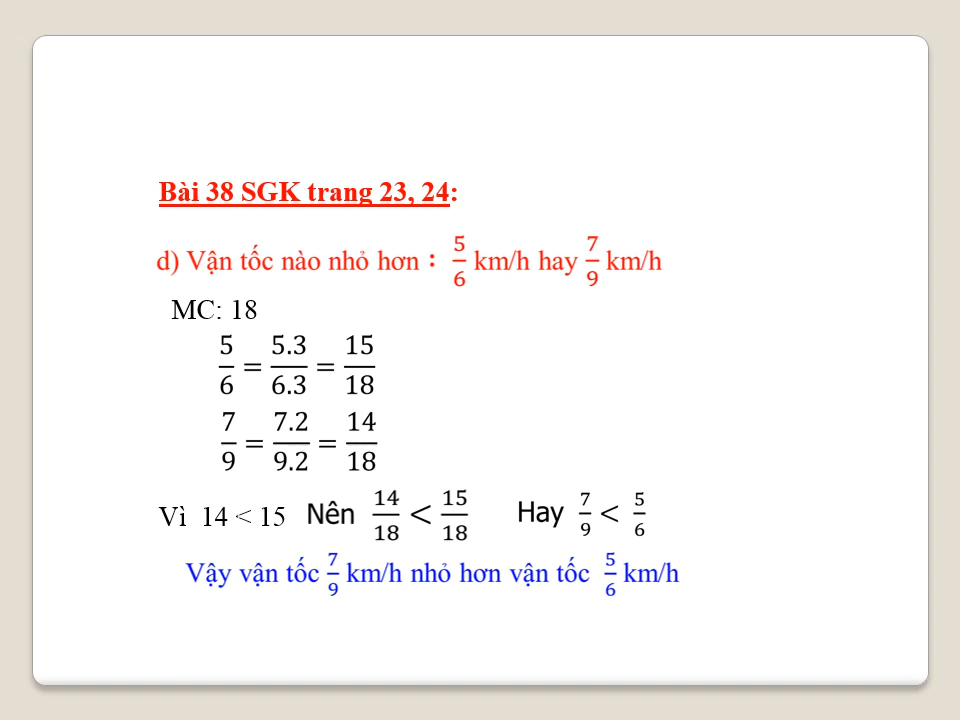 Bài 38 SGK trang 23, 24:
d) Vận tốc nào nhỏ hơn : 5/6 km/h hay 7/9 km/h
MC: 18
5/6 = 5.3/6.3 = 15/18
7/9 = 7.2/9.2 = 14/18
Vì 14 < 15 Nên 14/18 < 15/18 Hay 7/9 < 5/6
Vậy vận tốc 7/9 km/h nhỏ hơn vận tốc 5/6 km/h